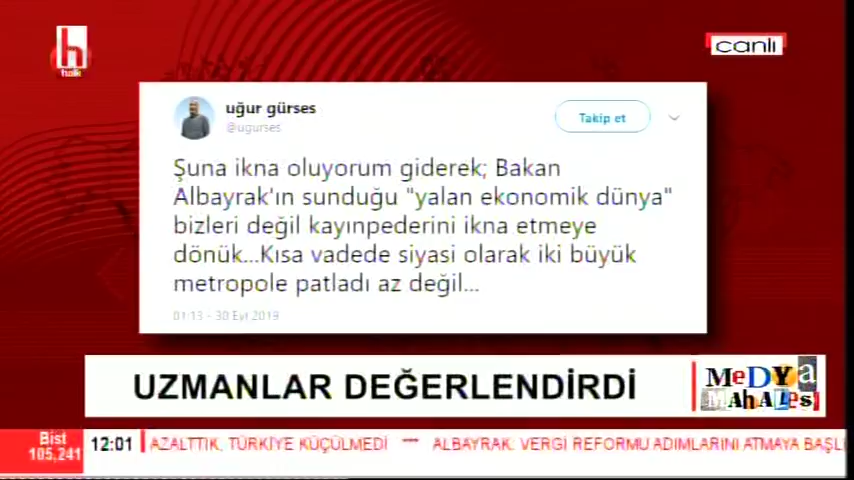 h
halk
canlı
uğur gürses
@ugurses
Takip et
Şuna ikna oluyorum giderek; Bakan
Albayrak'ın sunduğu "yalan ekonomik dünya"
bizleri değil kayınpederini ikna etmeye
dönük...Kısa vadede siyasi olarak iki büyük
metropole patladı az değil...
01:13 - 30 Eyl 2019
UZMANLAR DEĞERLENDİRDİ
MeDYa
MAhALLesİ
Bist
105,241
12:01
AZALTTIK, TÜRKİYE KÜÇÜLMEDİ --- ALBAYRAK: VERGİ REFORMU ADIMLARINI ATMAYA BAŞLI